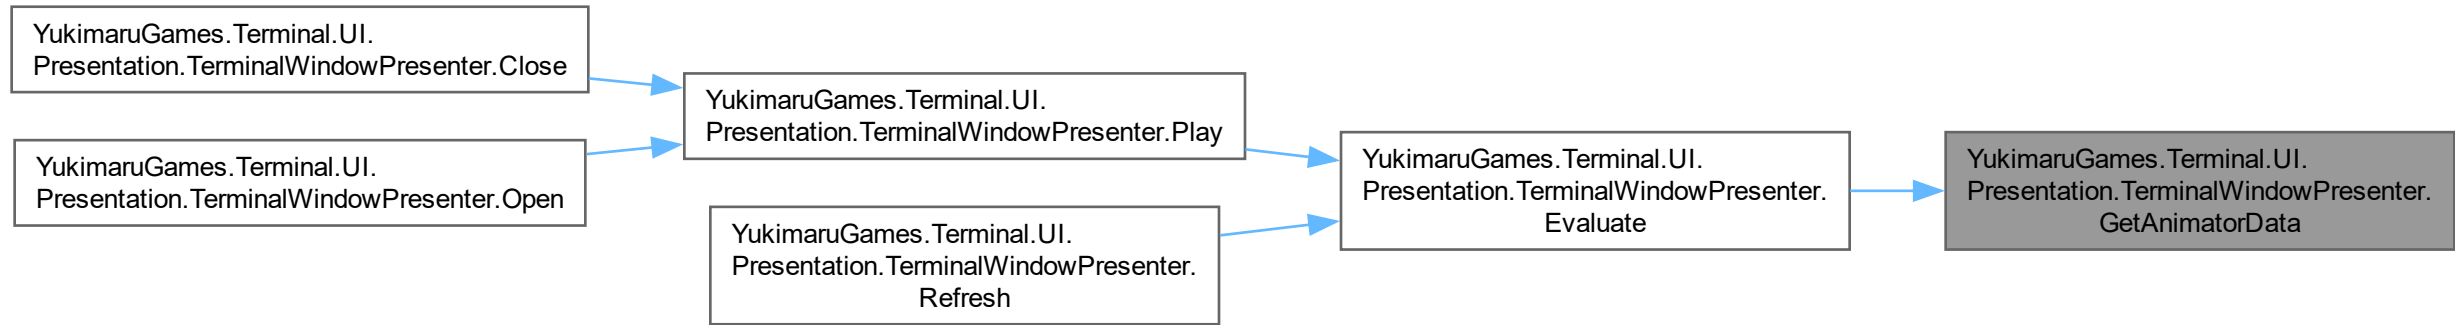 YukimaruGames.Terminal.UI.
Presentation.TerminalWindowPresenter.Close
YukimaruGames.Terminal.UI.
Presentation.TerminalWindowPresenter.Open
YukimaruGames.Terminal.UI.
Presentation.TerminalWindowPresenter.Play
YukimaruGames.Terminal.UI.
Presentation.TerminalWindowPresenter.
Refresh
YukimaruGames.Terminal.UI.
Presentation.TerminalWindowPresenter.
Evaluate
YukimaruGames.Terminal.UI.
Presentation.TerminalWindowPresenter.
GetAnimatorData